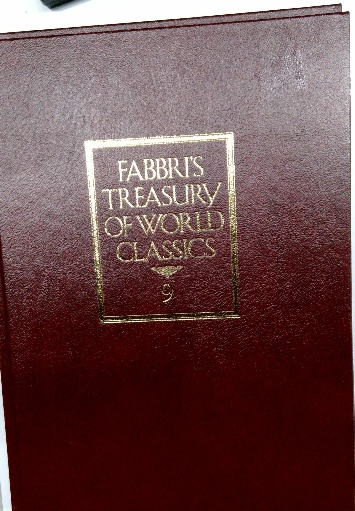 FABBRI'S
TREASURY
OF WORLD
CLASSICS
9